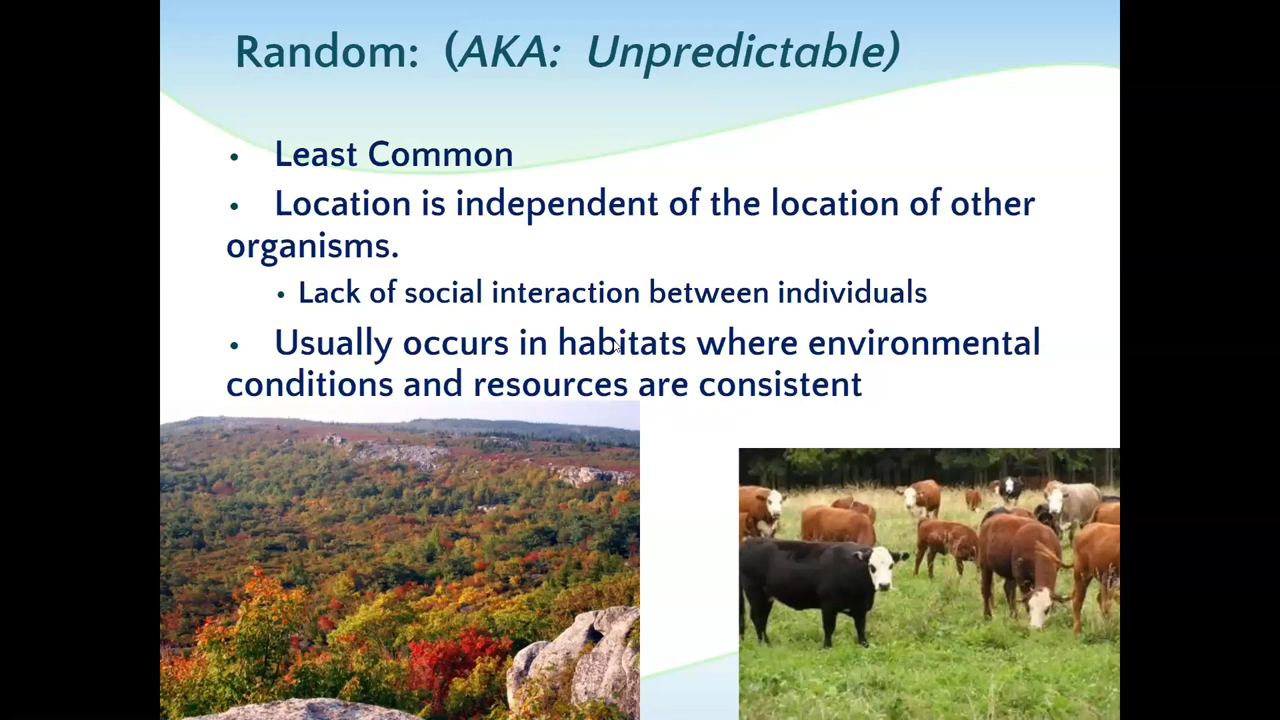 Random: (AKA: Unpredictable)
• Least Common
• Location is independent of the location of other
organisms.
• Lack of social interaction between individuals
• Usually occurs in habitats where environmental
conditions and resources are consistent